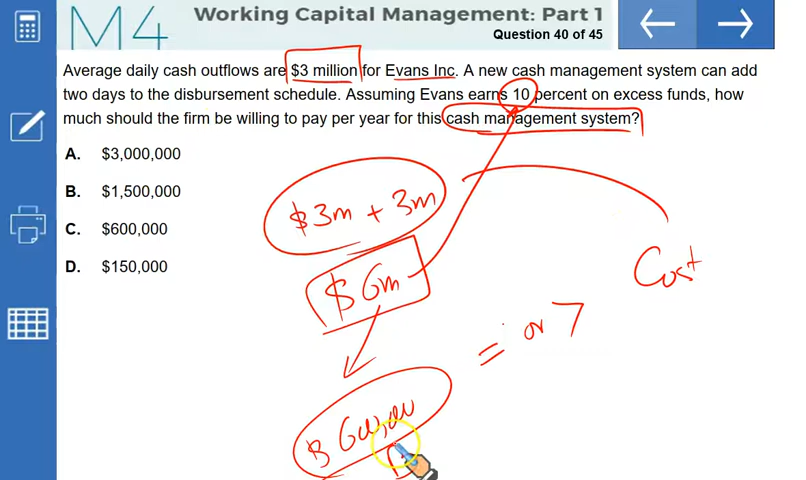 M4
Working Capital Management: Part 1
Question 40 of 45
Average daily cash outflows are $3 million for Evans Inc. A new cash management system can add
two days to the disbursement schedule. Assuming Evans earns 10 percent on excess funds, how
much should the firm be willing to pay per year for this cash management system?
A. $3,000,000
B. $1,500,000
C. $600,000
D. $150,000
$3m + 3m
$6m
Cost
= or >